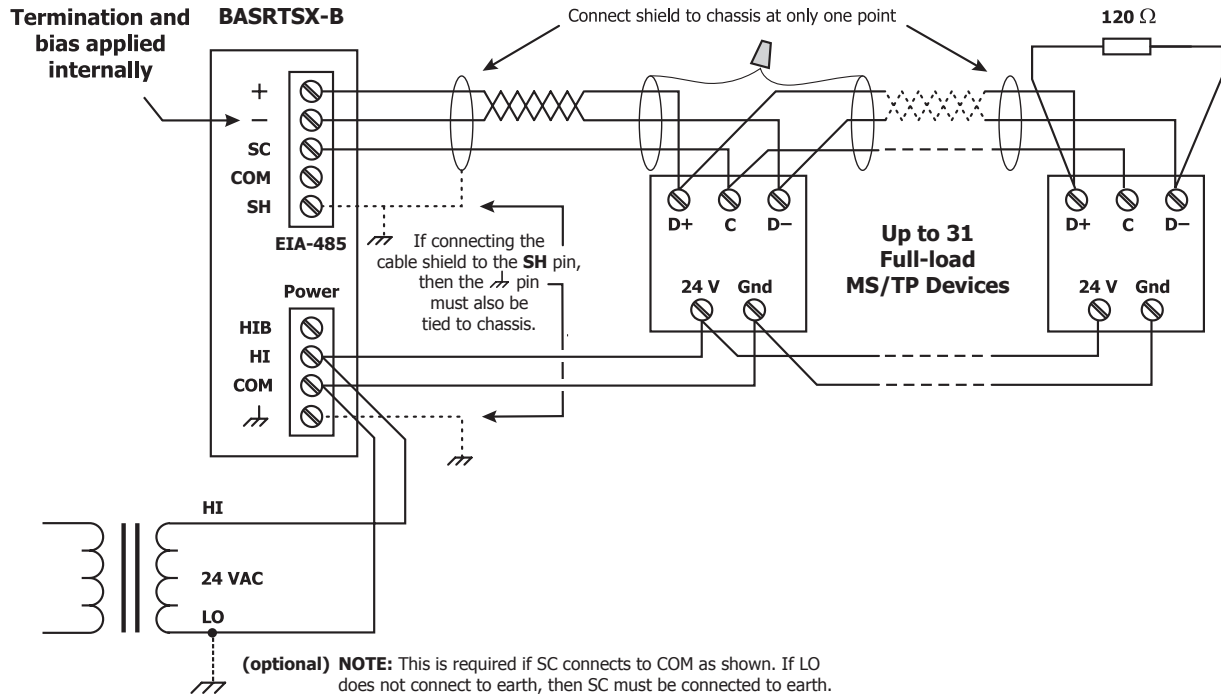 Termination and
bias applied
internally
BASRTSX-B
Connect shield to chassis at only one point
120 Ω
+
−
SC
COM
SH
EIA-485
If connecting the
cable shield to the SH pin,
then the pin
must also be
tied to chassis.
D+ C D−
24 V Gnd
Up to 31
Full-load
MS/TP Devices
D+ C D−
24 V Gnd
Power
HIB
HI
COM
HI
24 VAC
LO
(optional) NOTE: This is required if SC connects to COM as shown. If LO
does not connect to earth, then SC must be connected to earth.